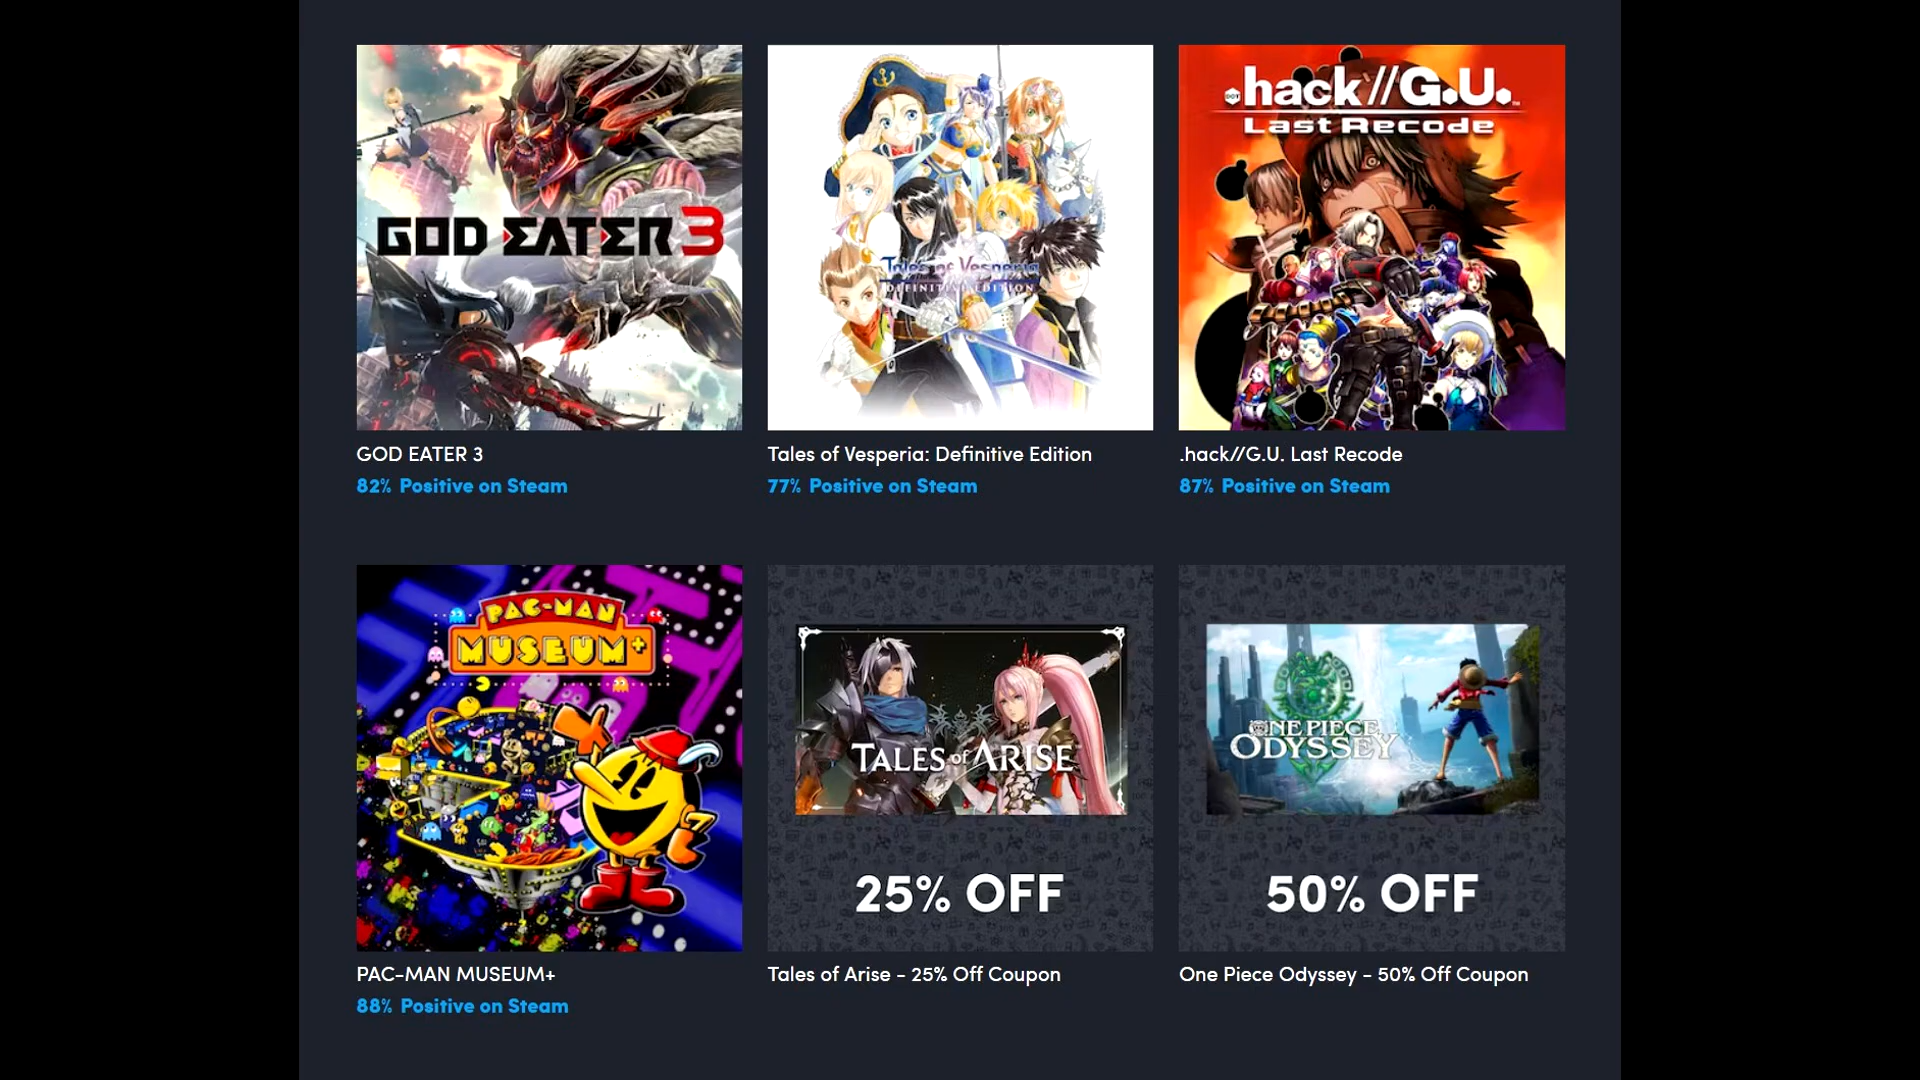 GOD EATER 3
Tales of Vesperia
DEFINITIVE EDITION
.hack//G.U.
Last Recode
GOD EATER 3
82% Positive on Steam
Tales of Vesperia: Definitive Edition
77% Positive on Steam
.hack//G.U. Last Recode
87% Positive on Steam
PAC-MAN
MUSEUM+
TALES of ARISE
25% OFF
ONE PIECE
ODYSSEY
50% OFF
PAC-MAN MUSEUM+
88% Positive on Steam
Tales of Arise - 25% Off Coupon
One Piece Odyssey - 50% Off Coupon